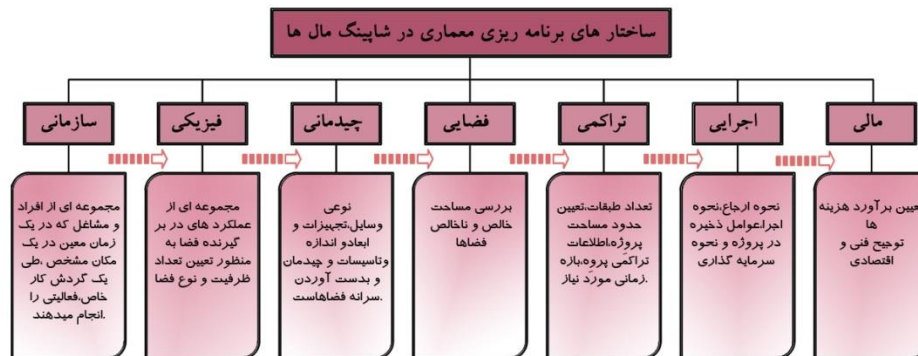 ساختار های برنامه ریزی معماری در شاپینگ مال ها
سازمانی
فیزیکی
چیدمانی
فضایی
تراکمی
اجرایی
مالی
مجموعه ای از افراد
و مشاغل که در یک
زمان معین در یک
مکان مشخص ،طی
یک گردش کار
خاص،فعالیتی را
انجام میدهند.
مجموعه ای از
عملکرد های در بر
گیرنده فضا به
منظور تعیین تعداد
ظرفیت و نوع فضا
نوعی
وسایل،تجهیزات و
ابعادو اندازه
وتاسیسات و چیدمان
و بدست آوردن
سرانه فضاهاست.
بررسی مساحت
خالص و ناخالص
فضاها
تعداد طبقات،تعیین
حدود مساحت
پروژه،اطلاعات
تراکمی پروه،بازه
زمانی مورد نیاز.
نحوه ارجاع،نحوه
اجرا،عوامل ذخیره
در پروژه و نحوه
سرمایه گذاری
تعیین برآورد هزینه
ها
توجیح فنی و
اقتصادی